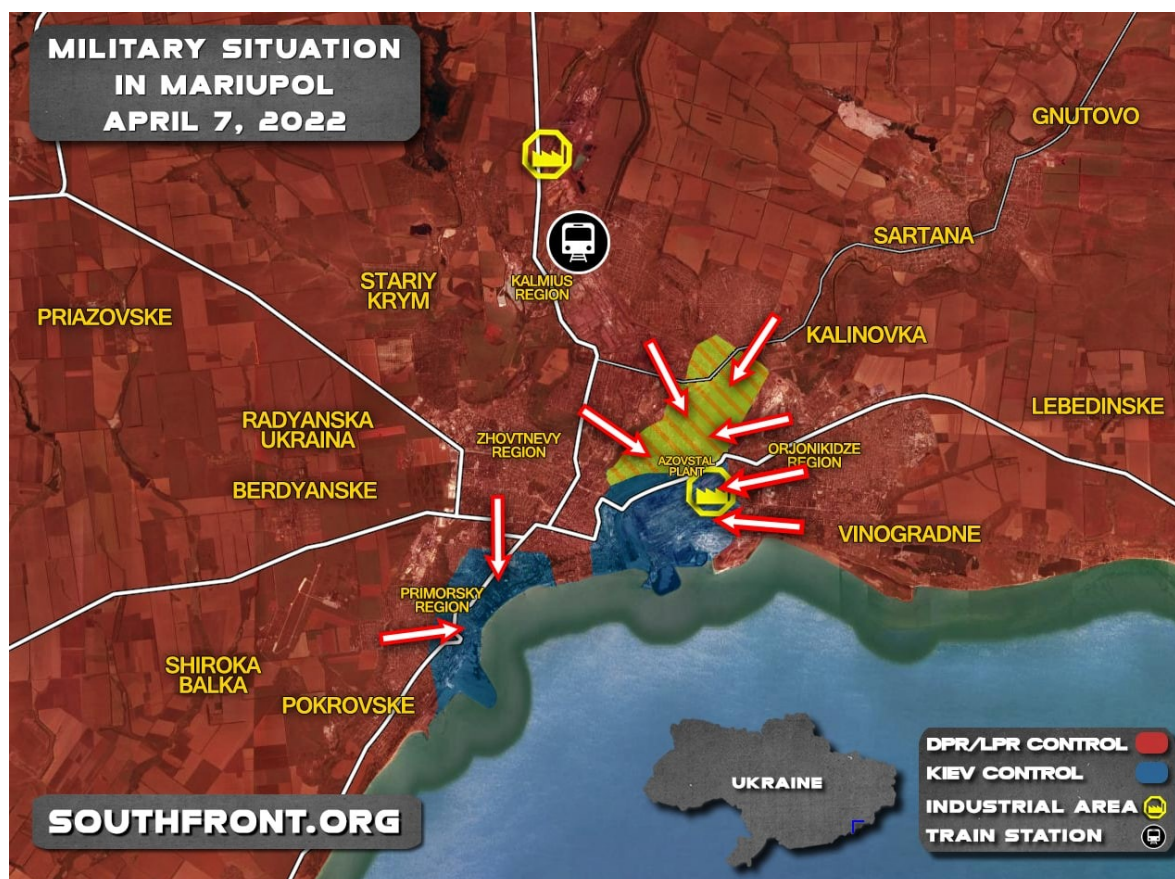 MILITARY SITUATION
IN MARIUPOL
APRIL 7, 2022
GNUTOVO
SARTANA
STARIY
KRYM
KALMIUS
REGION
PRIAZOVSKE
KALINOVKA
LEBEDINSKE
RADYANSKA
UKRAINA
ZHOVTNEVY
REGION
ORJONIKIDZE
REGION
AZOVSTAL
PLANT
BERDYANSKE
VINOGRADNE
PRIMORSKY
REGION
SHIROKA
BALKA
POKROVSKE
UKRAINE
DPR/LPR CONTROL
KIEV CONTROL
INDUSTRIAL AREA
TRAIN STATION
SOUTHFRONT.ORG